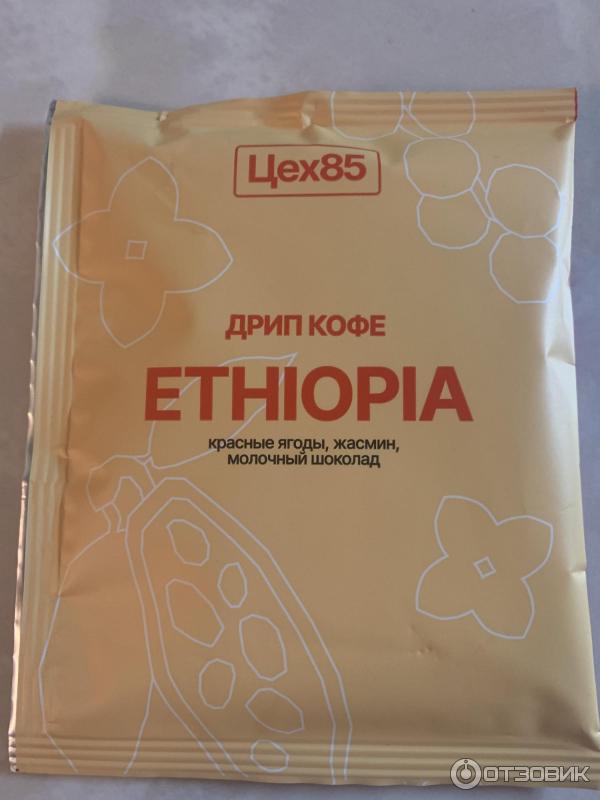 Цех85
ДРИП КОФЕ
ETHIOPIA
красные ягоды, жасмин,
молочный шоколад
ОТЗОВИК